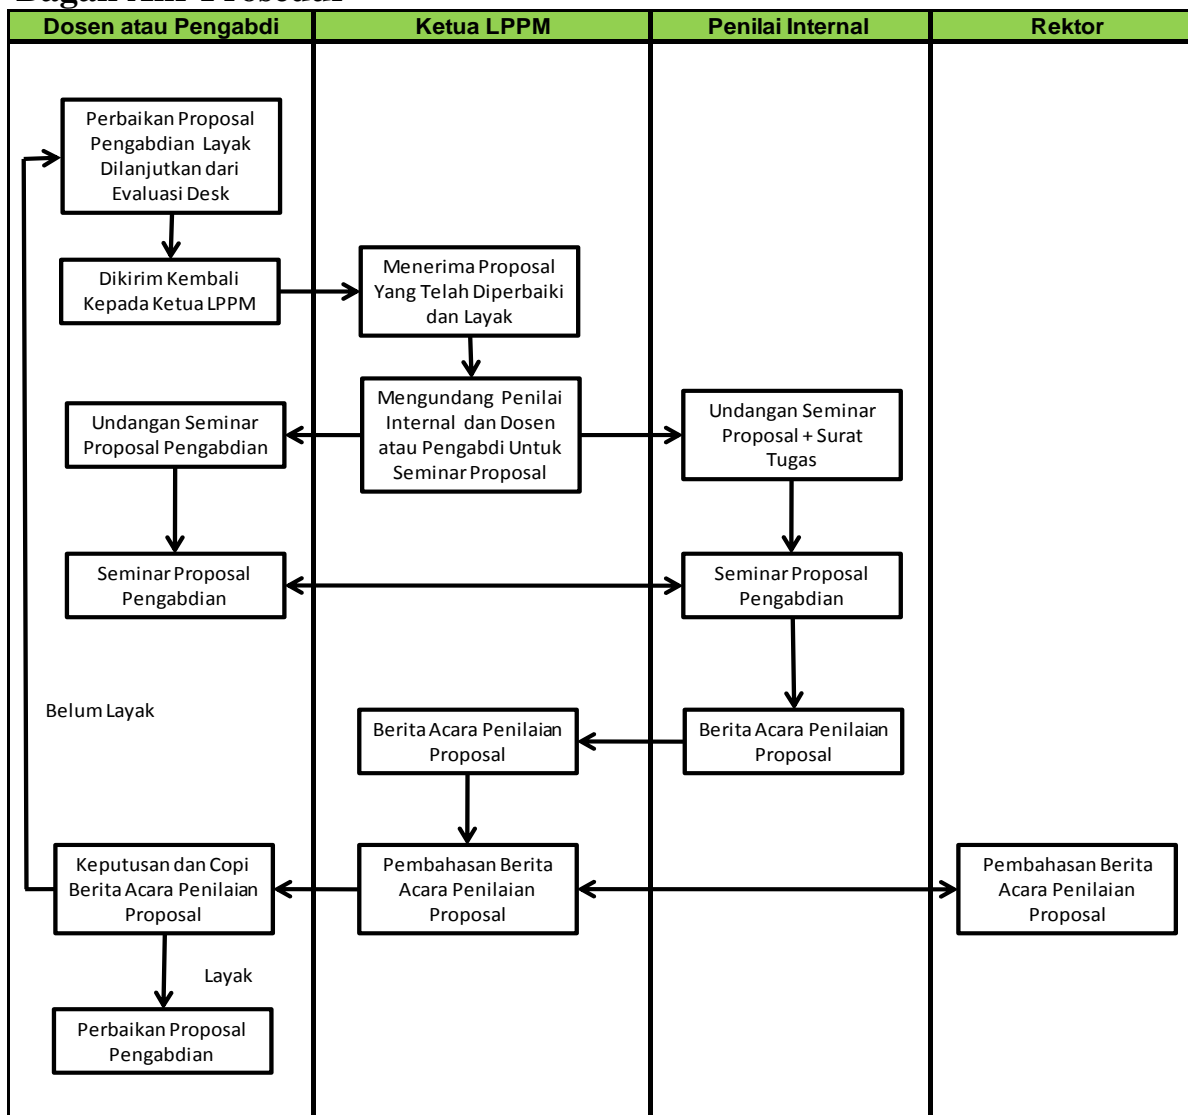 Bagan Alir Prosedur
Dosen atau Pengabdi
Ketua LPPM
Penilai Internal
Rektor
Perbaikan Proposal
Pengabdian Layak
Dilanjutkan dari
Evaluasi Desk
Dikirim Kembali
Kepada Ketua LPPM
Menerima Proposal
Yang Telah Diperbaiki
dan Layak
Mengundang Penilai
Internal dan Dosen
atau Pengabdi Untuk
Seminar Proposal
Undangan Seminar
Proposal Pengabdian
Undangan Seminar
Proposal + Surat
Tugas
Seminar Proposal
Pengabdian
Seminar Proposal
Pengabdian
Belum Layak
Berita Acara Penilaian
Proposal
Berita Acara Penilaian
Proposal
Keputusan dan Copi
Berita Acara Penilaian
Proposal
Pembahasan Berita
Acara Penilaian
Proposal
Pembahasan Berita
Acara Penilaian
Proposal
Layak
Perbaikan Proposal
Pengabdian